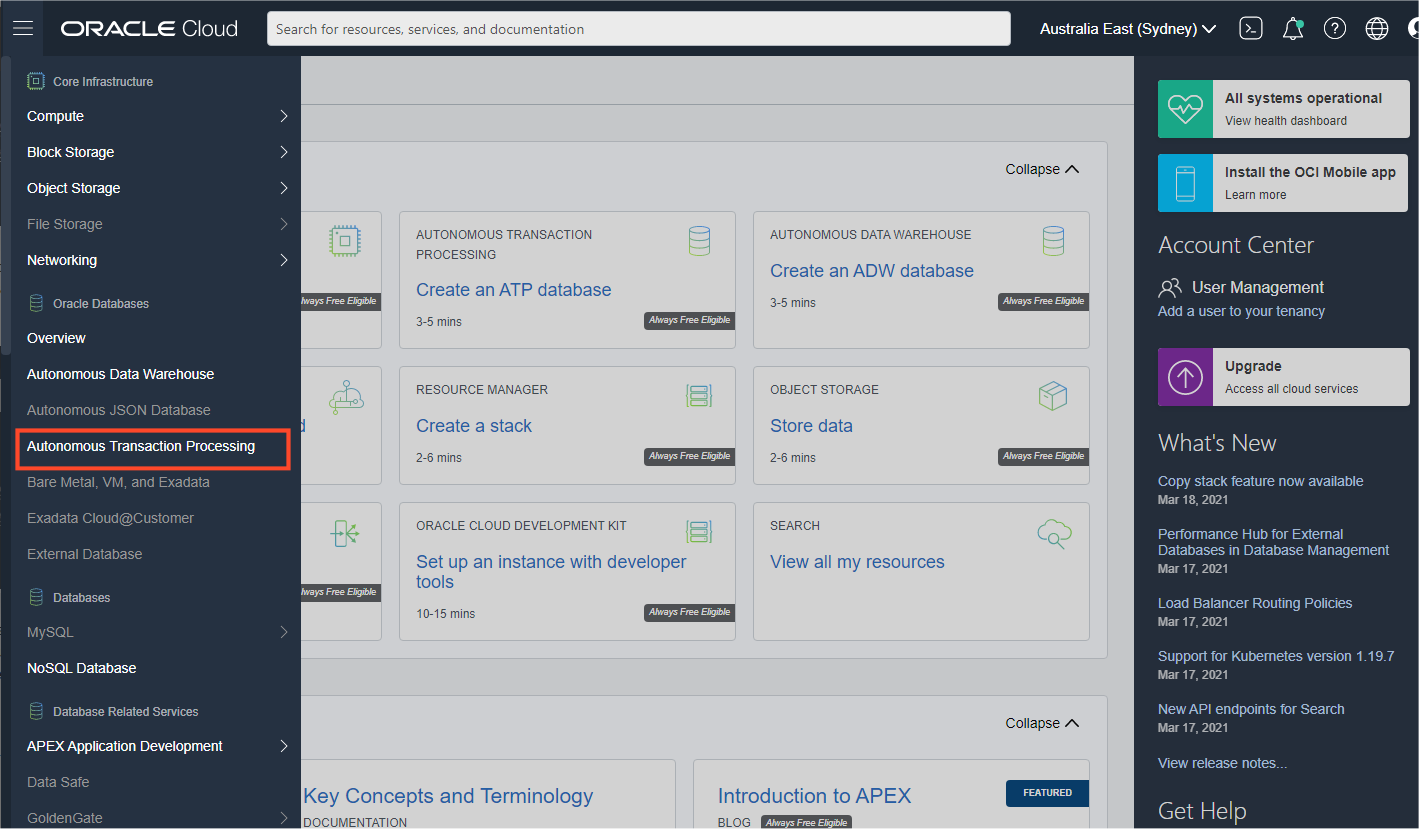 ORACLE Cloud
Search for resources, services, and documentation
Australia East (Sydney)
Core Infrastructure
Compute
Block Storage
Object Storage
File Storage
Networking
Oracle Databases
Overview
Autonomous Data Warehouse
Autonomous JSON Database
Autonomous Transaction Processing
Bare Metal, VM, and Exadata
Exadata Cloud@Customer
External Database
Databases
MySQL
NoSQL Database
Database Related Services
APEX Application Development
Data Safe
GoldenGate
Collapse
Free Eligible
AUTONOMOUS TRANSACTION
PROCESSING
Create an ATP database
3-5 mins
Always Free Eligible
AUTONOMOUS DATA WAREHOUSE
Create an ADW database
3-5 mins
Always Free Eligible
RESOURCE MANAGER
Create a stack
2-6 mins
Always Free Eligible
OBJECT STORAGE
Store data
2-6 mins
Always Free Eligible
Free Eligible
ORACLE CLOUD DEVELOPMENT KIT
Set up an instance with developer
tools
10-15 mins
Always Free Eligible
SEARCH
View all my resources
Collapse
Key Concepts and Terminology
DOCUMENTATION
Introduction to APEX
FEATURED
BLOG Always Free Eligible
All systems operational
View health dashboard
Install the OCI Mobile app
Learn more
Account Center
User Management
Add a user to your tenancy
Upgrade
Access all cloud services
What's New
Copy stack feature now available
Mar 18, 2021
Performance Hub for External
Databases in Database Management
Mar 17, 2021
Load Balancer Routing Policies
Mar 17, 2021
Support for Kubernetes version 1.19.7
Mar 17, 2021
New API endpoints for Search
Mar 17, 2021
View release notes...
Get Help